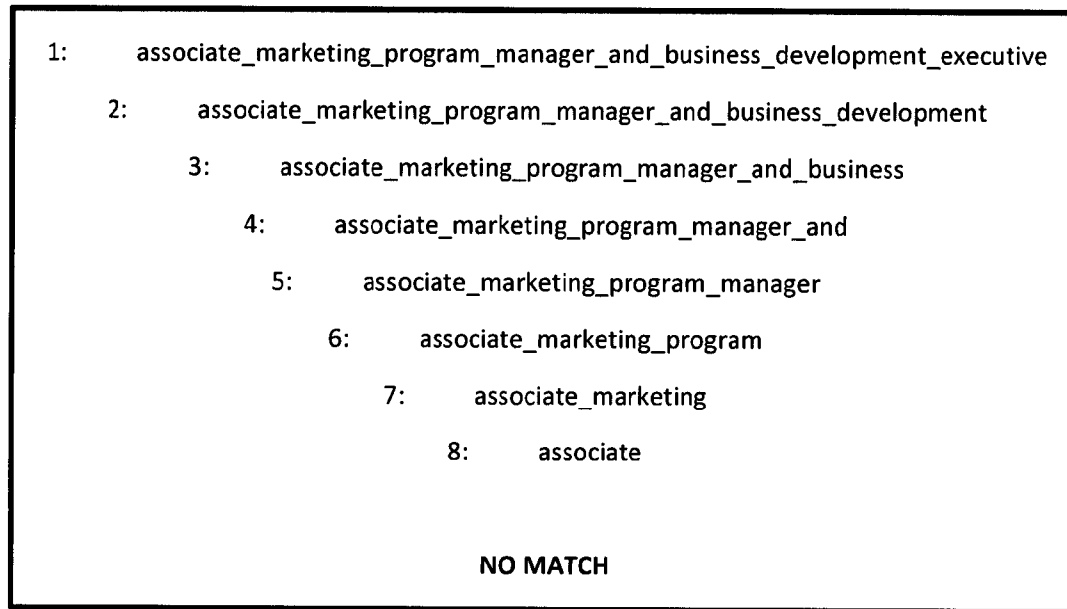 1: associate_marketing_program_manager_and_business_development_executive
2: associate_marketing_program_manager_and_business_development
3: associate_marketing_program_manager_and_business
4: associate_marketing_program_manager_and
5: associate_marketing_program_manager
6: associate_marketing_program
7: associate_marketing
8: associate
NO MATCH